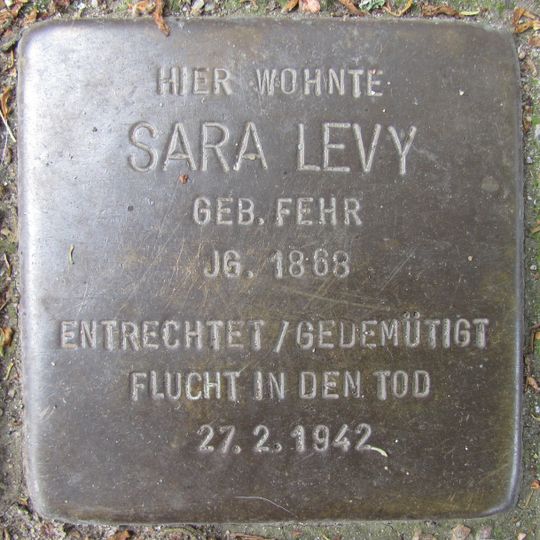 HIER WOHNTE
SARA LEVY
GEB. FEHR
JG. 1868
ENTRECHTET / GEDEMÜTIGT
FLUCHT IN DEN TOD
27. 2. 1942